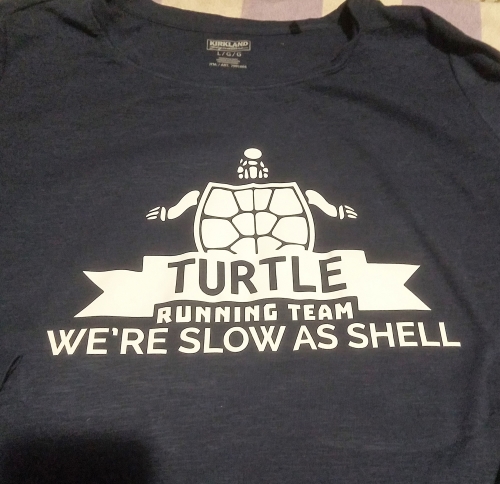 KIRKLAND
L/G/G
TURTLE
RUNNING TEAM
WE'RE SLOW AS SHELL